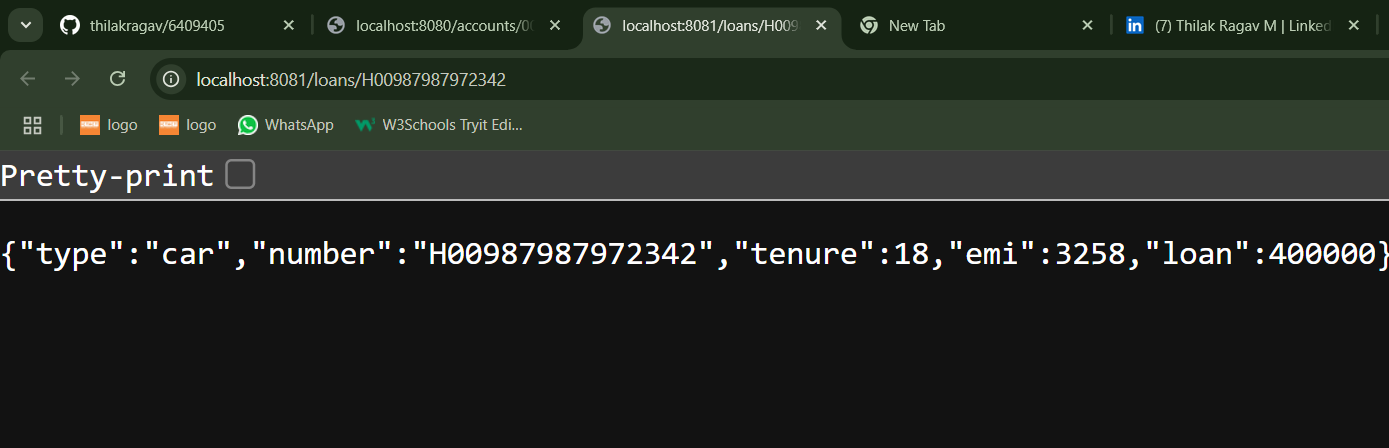 thilakragav/6409405
localhost:8080/accounts/00
localhost:8081/loans/H009
New Tab
(7) Thilak Ragav M | Linked
localhost:8081/loans/H00987987972342
logo
logo
WhatsApp
W3Schools Tryit Edi...
Pretty-print
{"type":"car","number":"H00987987972342","tenure":18,"emi":3258,"loan":400000}